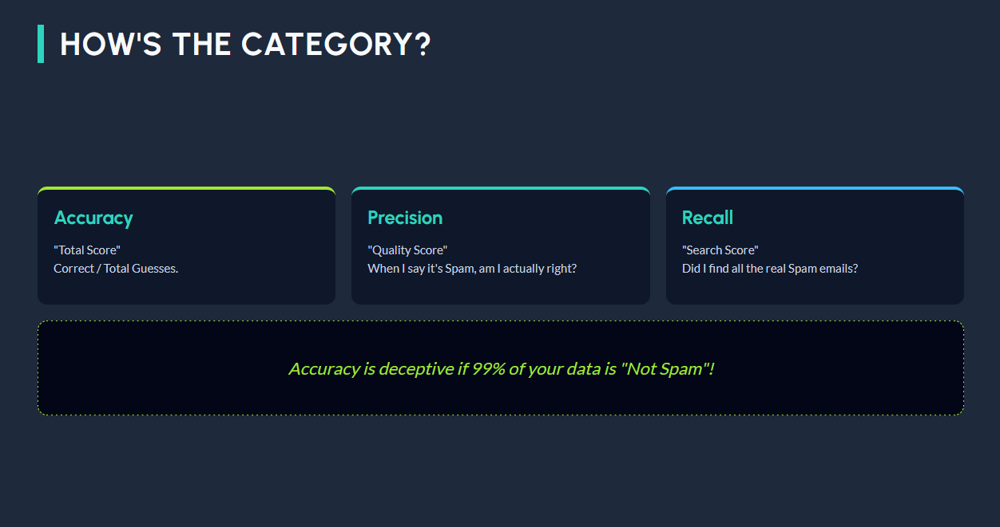 HOW'S THE CATEGORY?
Accuracy
"Total Score"
Correct / Total Guesses.
Precision
"Quality Score"
When I say it's Spam, am I actually right?
Recall
"Search Score"
Did I find all the real Spam emails?
Accuracy is deceptive if 99% of your data is "Not Spam"!